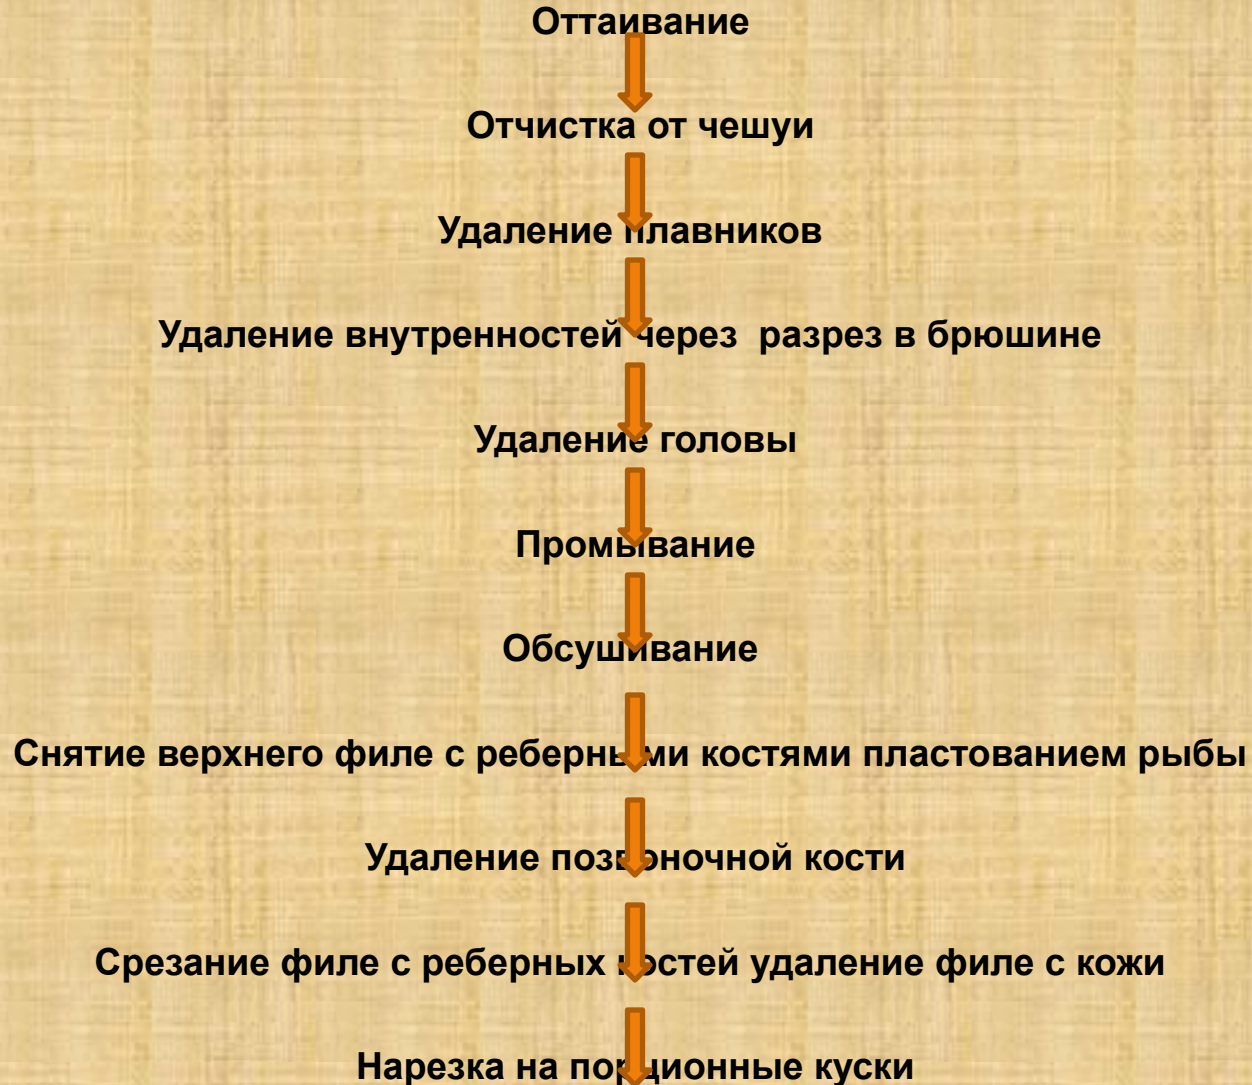 Оттаивание
Отчистка от чешуи
Удаление плавников
Удаление внутренностей через разрез в брюшине
Удаление головы
Промывание
Обсушивание
Снятие верхнего филе с реберными костями пластованием рыбы
Удаление позвоночной кости
Срезание филе с реберных костей удаление филе с кожи
Нарезка на порционные куски